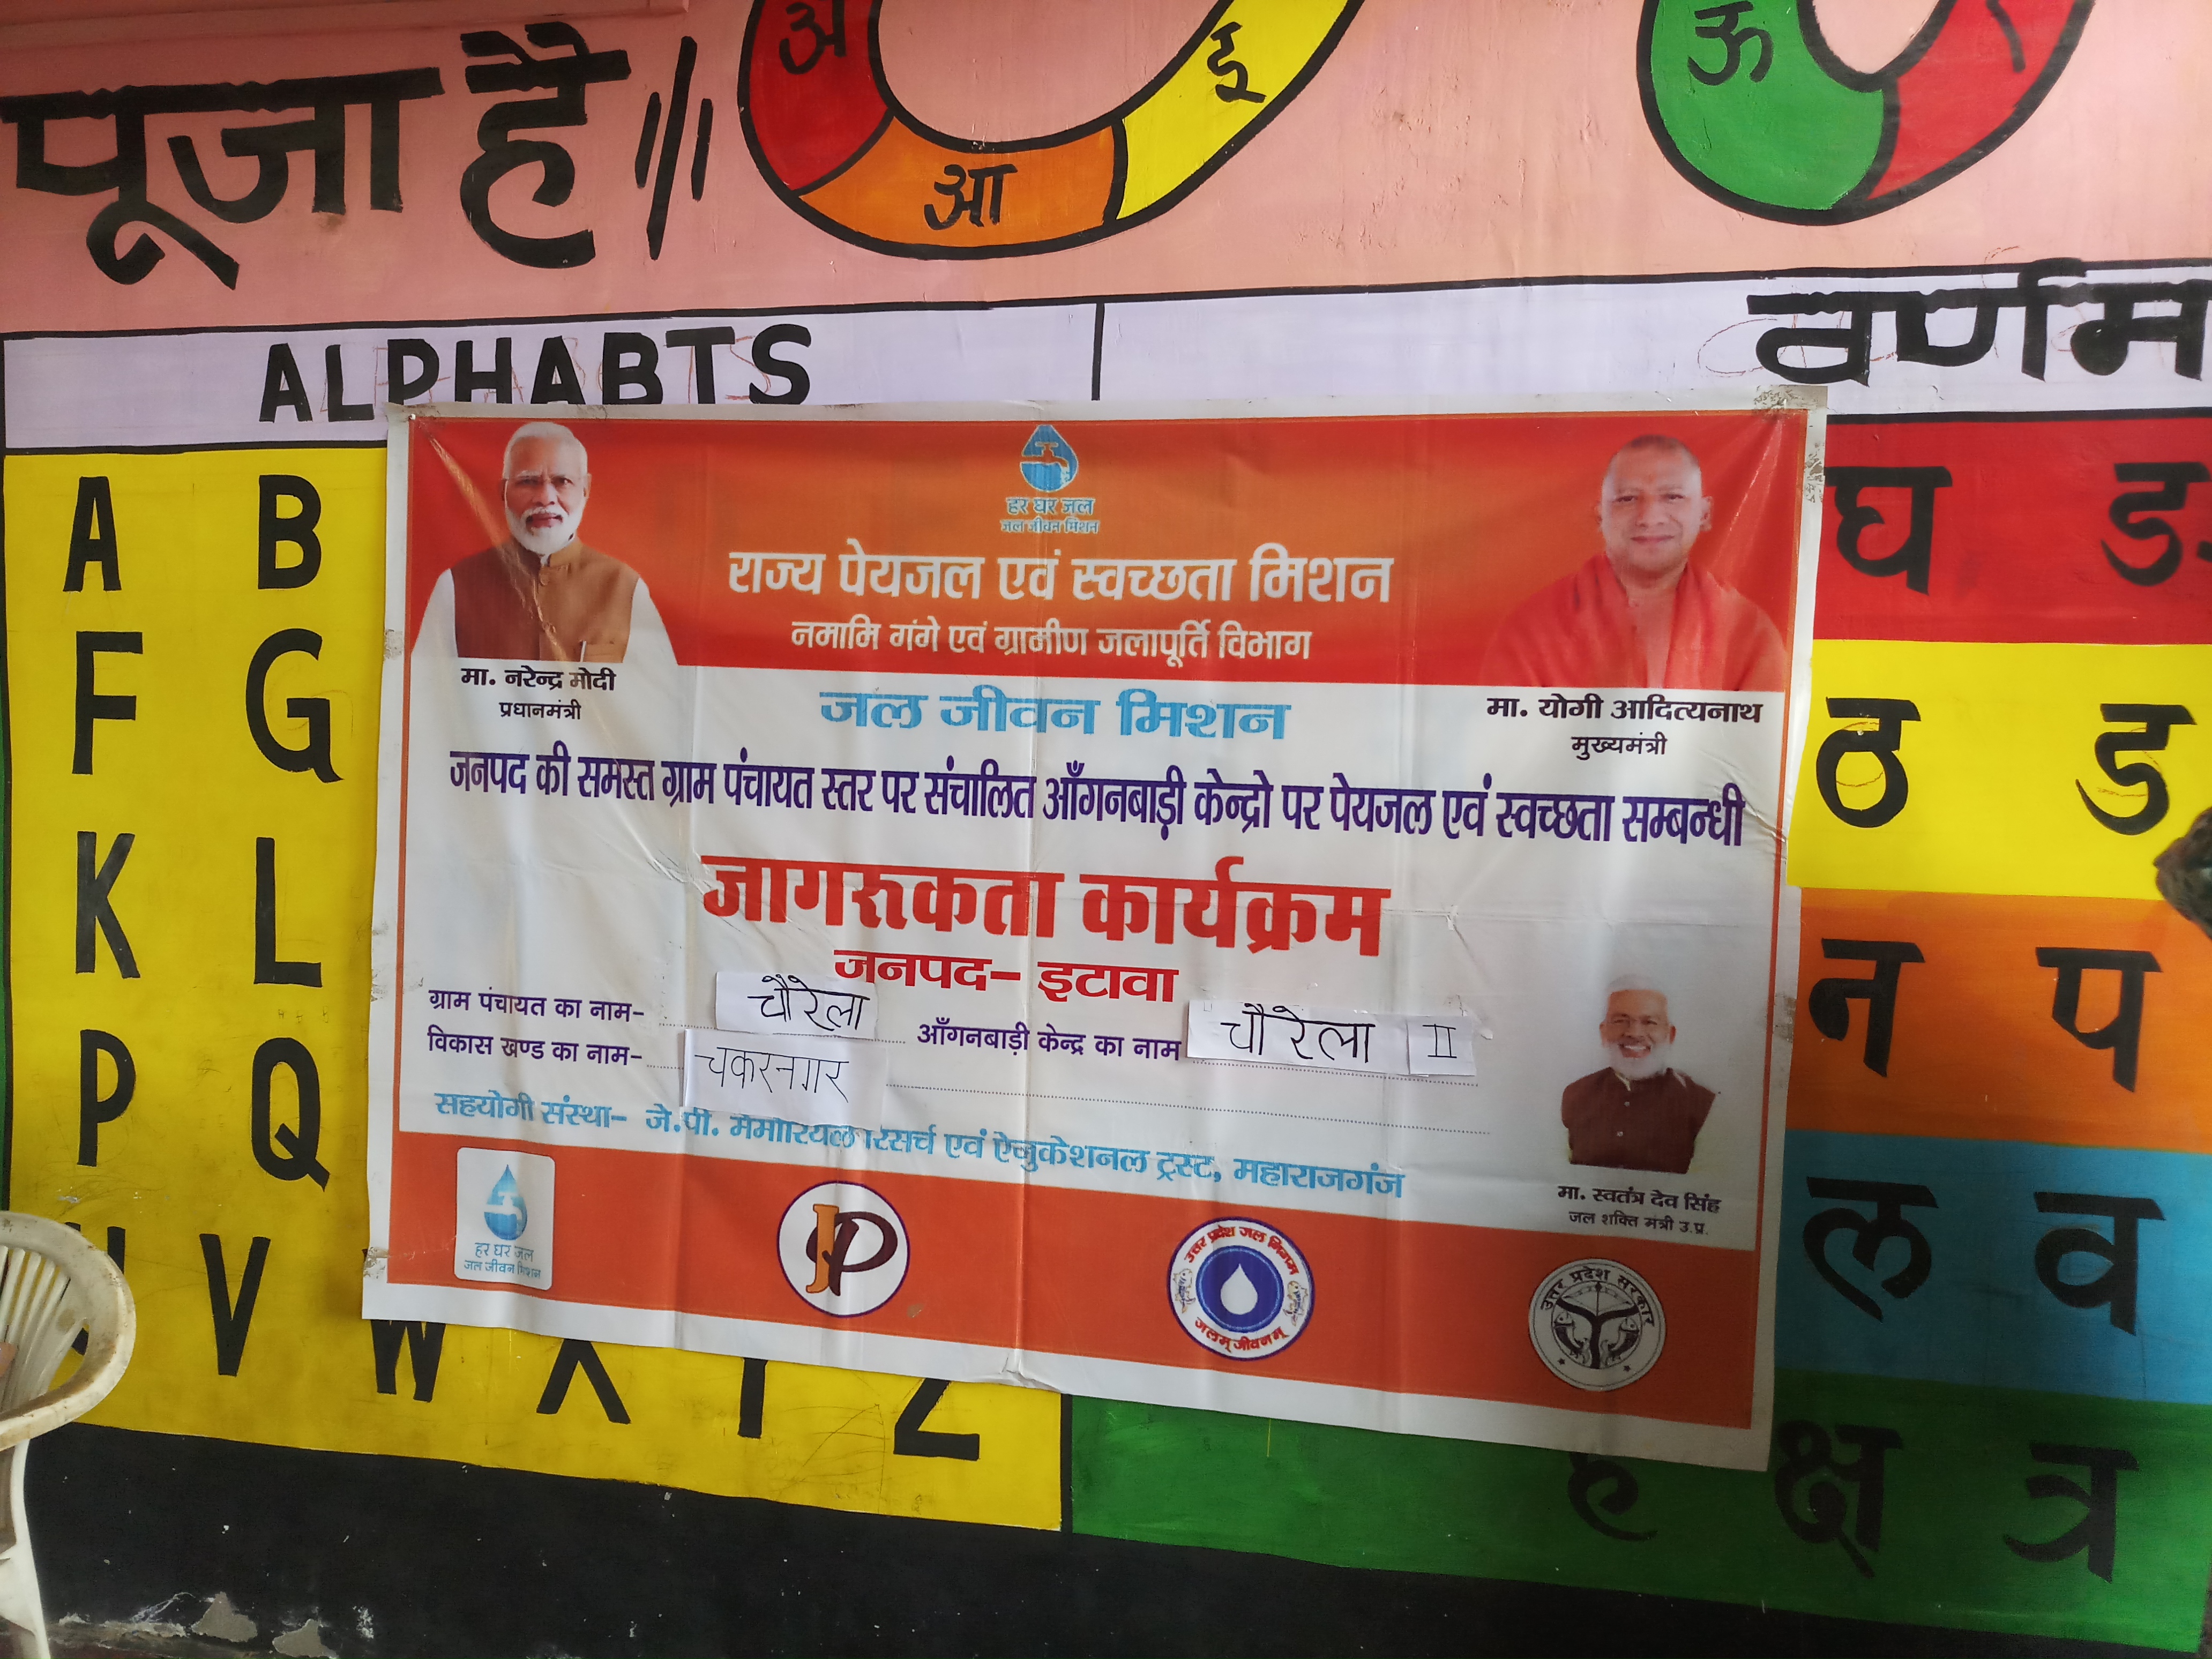 पूजा है //
अ
आ
इ
ऊ
ALPHABTS
वर्णम
A B
F G
K L
P Q
V W X Y Z
घ ड
ठ ड
न प
ल व
ह क्ष त्र
हर घर जल
जल जीवन मिशन
राज्य पेयजल एवं स्वच्छता मिशन
नमामि गंगे एवं ग्रामीण जलापूर्ति विभाग
मा. नरेन्द्र मोदी
प्रधानमंत्री
मा. योगी आदित्यनाथ
मुख्यमंत्री
जल जीवन मिशन
जनपद की समस्त ग्राम पंचायत स्तर पर संचालित आँगनबाड़ी केन्द्रो पर पेयजल एवं स्वच्छता सम्बन्धी
जागरूकता कार्यक्रम
जनपद– इटावा
ग्राम पंचायत का नाम– चौरेला आँगनबाड़ी केन्द्र का नाम चौरेला II
विकास खण्ड का नाम– चकरनगर
सहयोगी संस्था– जे.पी. मेमोरियल रिसर्च एवं ऐजुकेशनल ट्रस्ट, महाराजगंज
मा. स्वतंत्र देव सिंह
जल शक्ति मंत्री उ.प्र.
हर घर जल
जल जीवन मिशन
JP
उत्तर प्रदेश जल निगम
जलम् जीवनम्
उत्तर प्रदेश सरकार